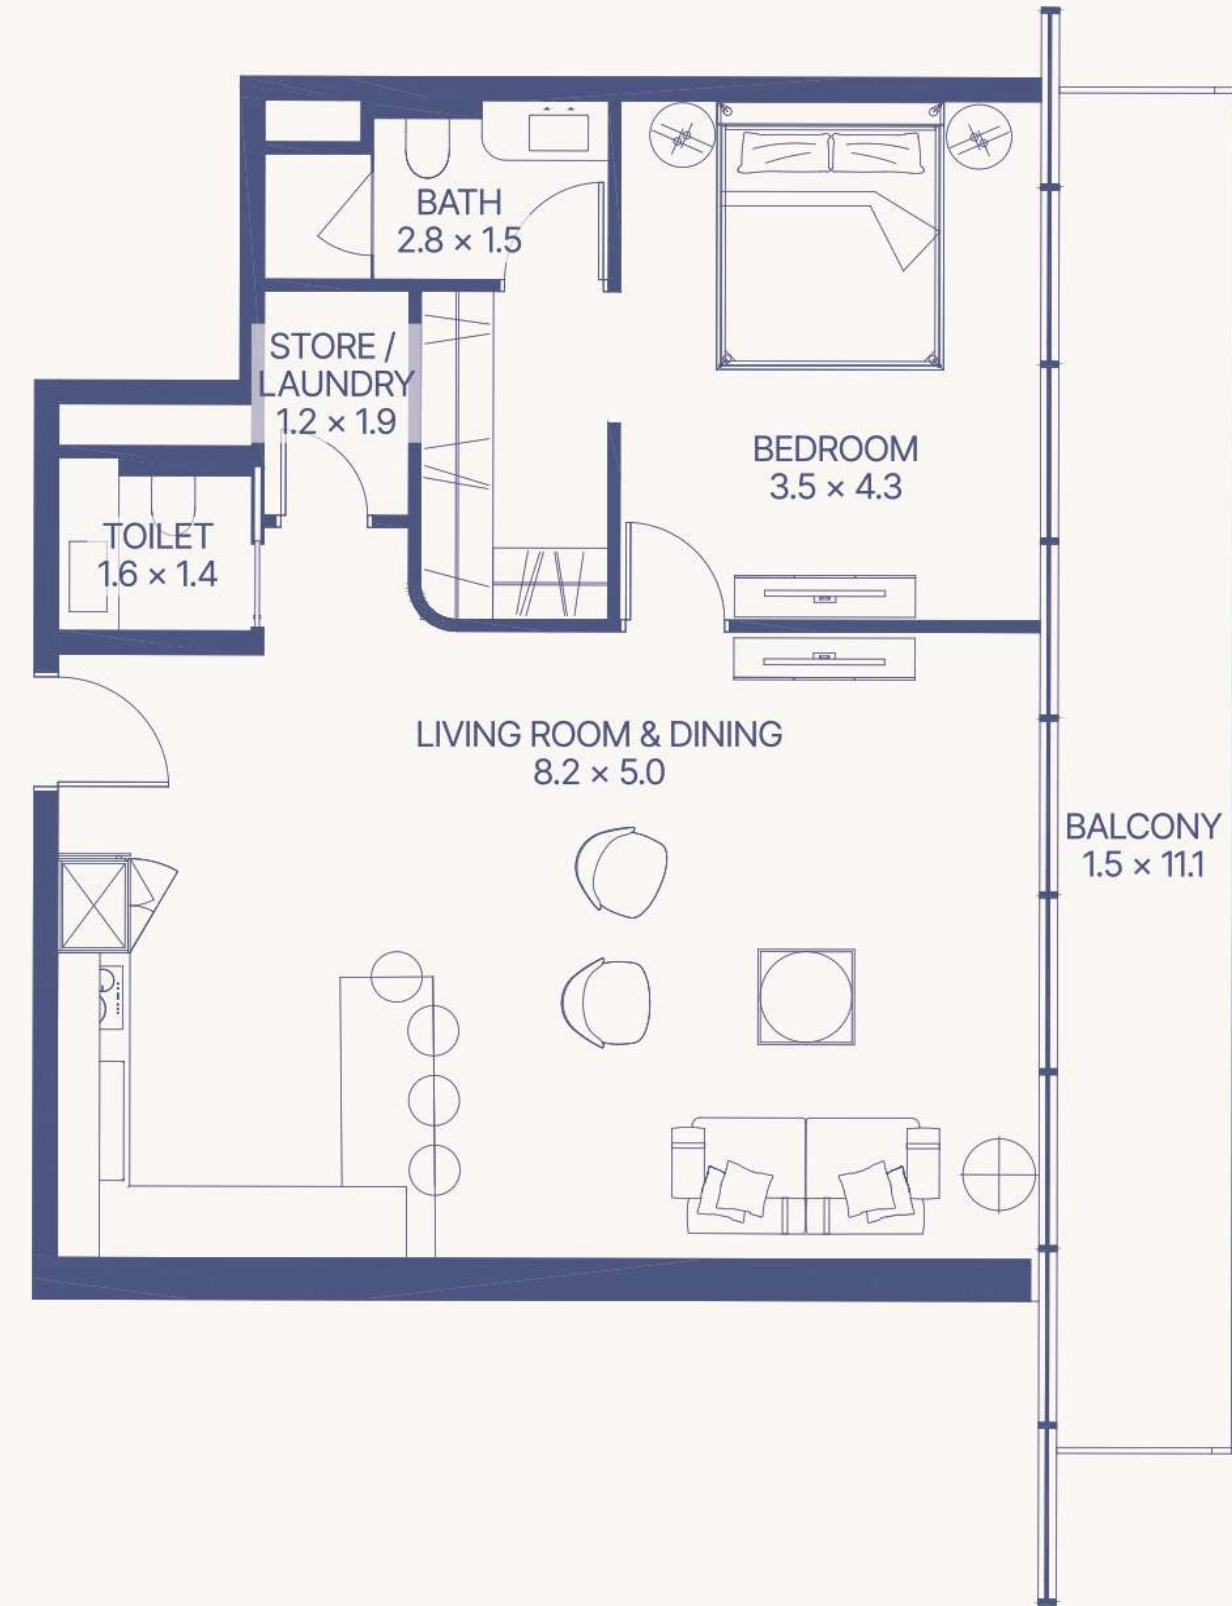 BATH
2.8 × 1.5
STORE /
LAUNDRY
1.2 × 1.9
BEDROOM
3.5 × 4.3
TOILET
1.6 × 1.4
LIVING ROOM & DINING
8.2 × 5.0
BALCONY
1.5 × 11.1